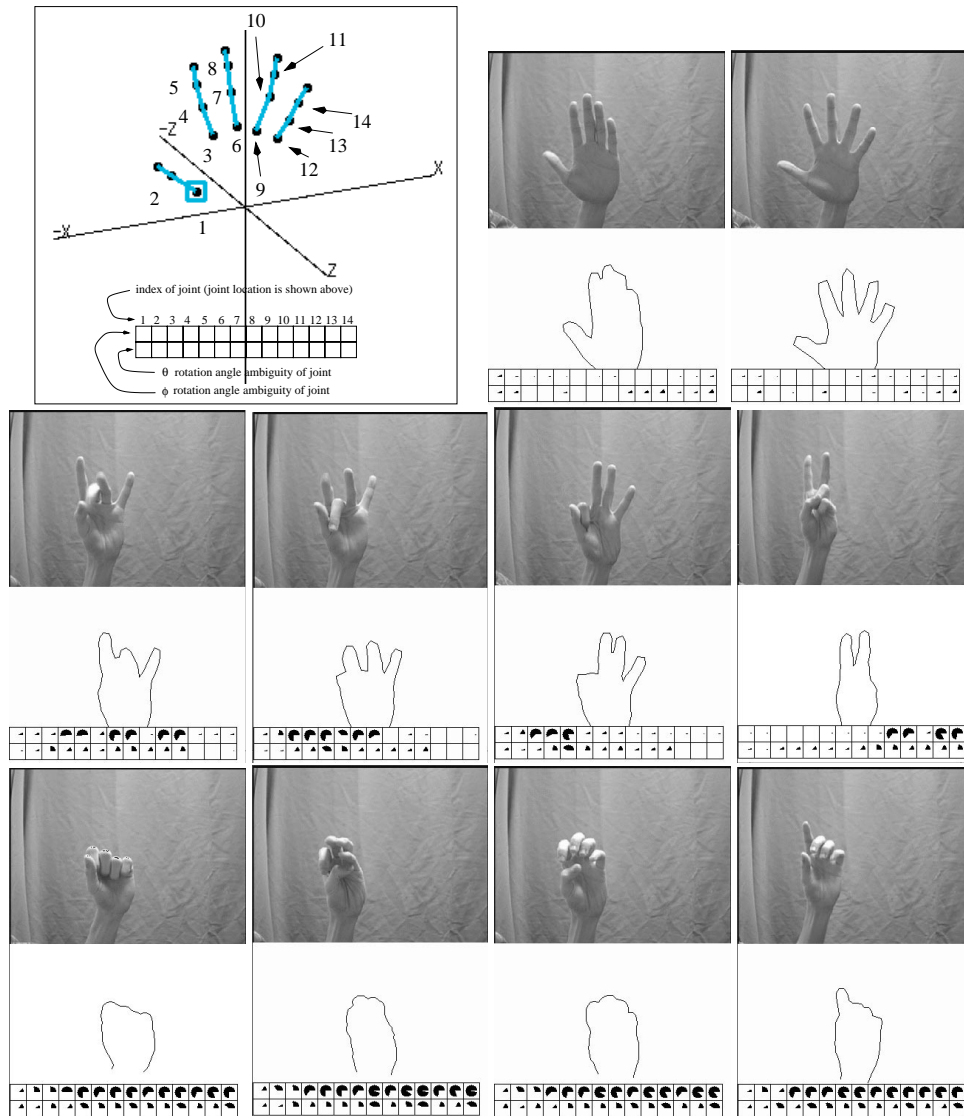 10
11
8
5
7
4
14
-Z
6
13
3
12
X
2
9
1
-X
Z
index of joint (joint location is shown above)
1 2 3 4 5 6 7 8 9 10 11 12 13 14
θ rotation angle ambiguity of joint
ϕ rotation angle ambiguity of joint